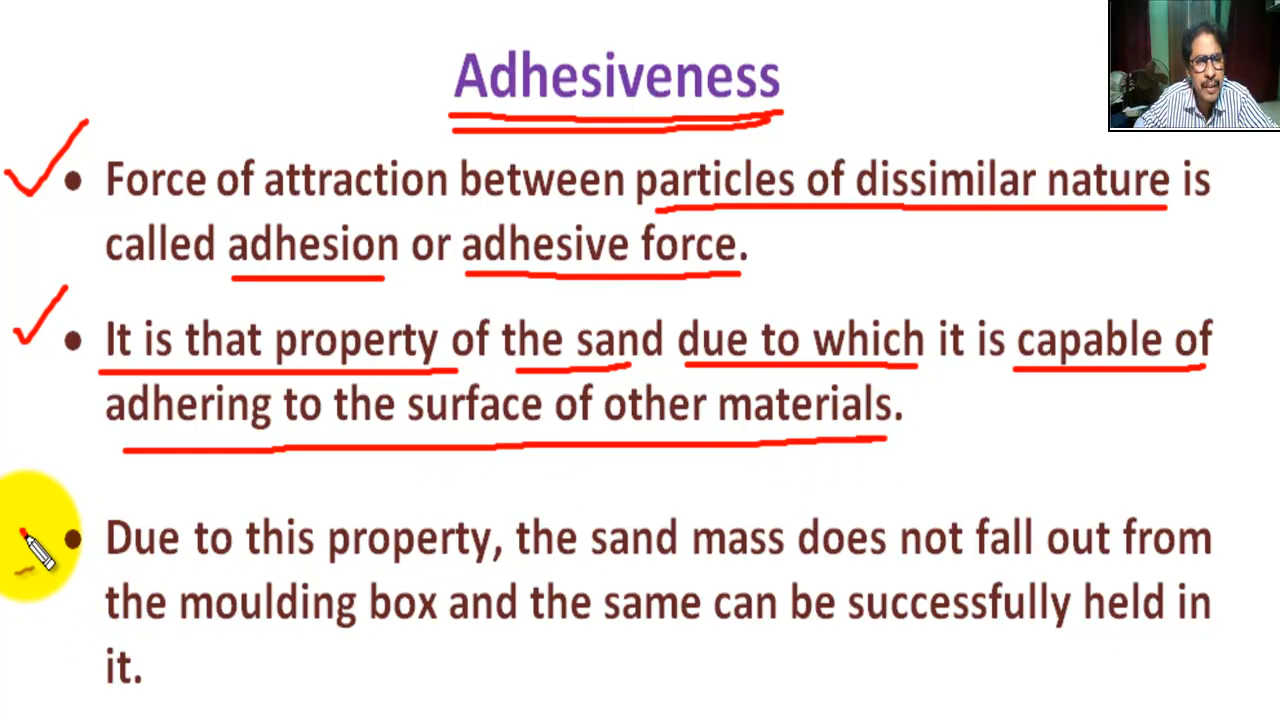 Adhesiveness
• Force of attraction between particles of dissimilar nature is
called adhesion or adhesive force.
• It is that property of the sand due to which it is capable of
adhering to the surface of other materials.
• Due to this property, the sand mass does not fall out from
the moulding box and the same can be successfully held in
it.